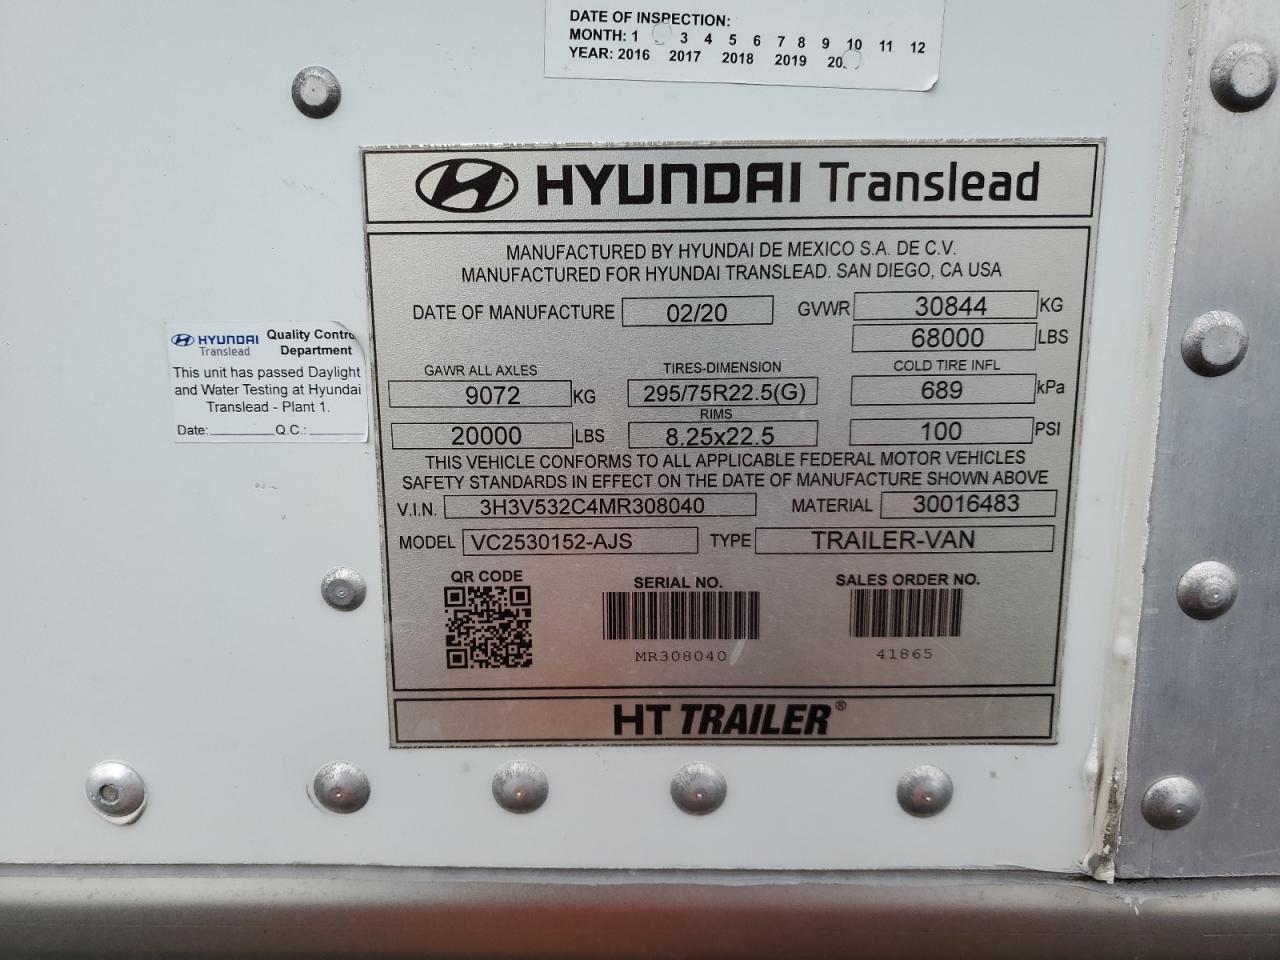 DATE OF INSPECTION:
MONTH: 1 3 4 5 6 7 8 9 10 11 12
YEAR: 2016 2017 2018 2019
HYUNDAI Translead
MANUFACTURED BY HYUNDAI DE MEXICO S.A. DE C.V.
MANUFACTURED FOR HYUNDAI TRANSLEAD. SAN DIEGO, CA USA
DATE OF MANUFACTURE 02/20 GVWR 30844 KG
68000 LBS
GAWR ALL AXLES TIRES-DIMENSION COLD TIRE INFL
9072 KG 295/75R22.5(G) 689 kPa
RIMS
20000 LBS 8.25x22.5 100 PSI
THIS VEHICLE CONFORMS TO ALL APPLICABLE FEDERAL MOTOR VEHICLES
SAFETY STANDARDS IN EFFECT ON THE DATE OF MANUFACTURE SHOWN ABOVE
V.I.N. 3H3V532C4MR308040 MATERIAL 30016483
MODEL VC2530152-AJS TYPE TRAILER-VAN
QR CODE SERIAL NO. SALES ORDER NO.
MR308040 41865
HT TRAILER®
HYUNDAI Translead
Quality Contro
Department
This unit has passed Daylight
and Water Testing at Hyundai
Translead - Plant 1.
Date: Q.C.: